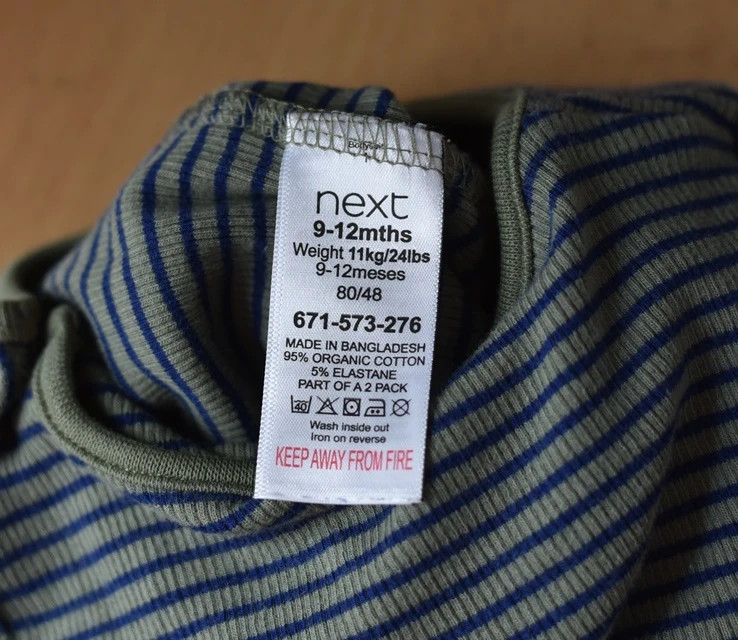 next
9-12mths
Weight 11kg/24lbs
9-12meses
80/48
671-573-276
MADE IN BANGLADESH
95% ORGANIC COTTON
5% ELASTANE
PART OF A 2 PACK
40
Wash inside out
Iron on reverse
KEEP AWAY FROM FIRE